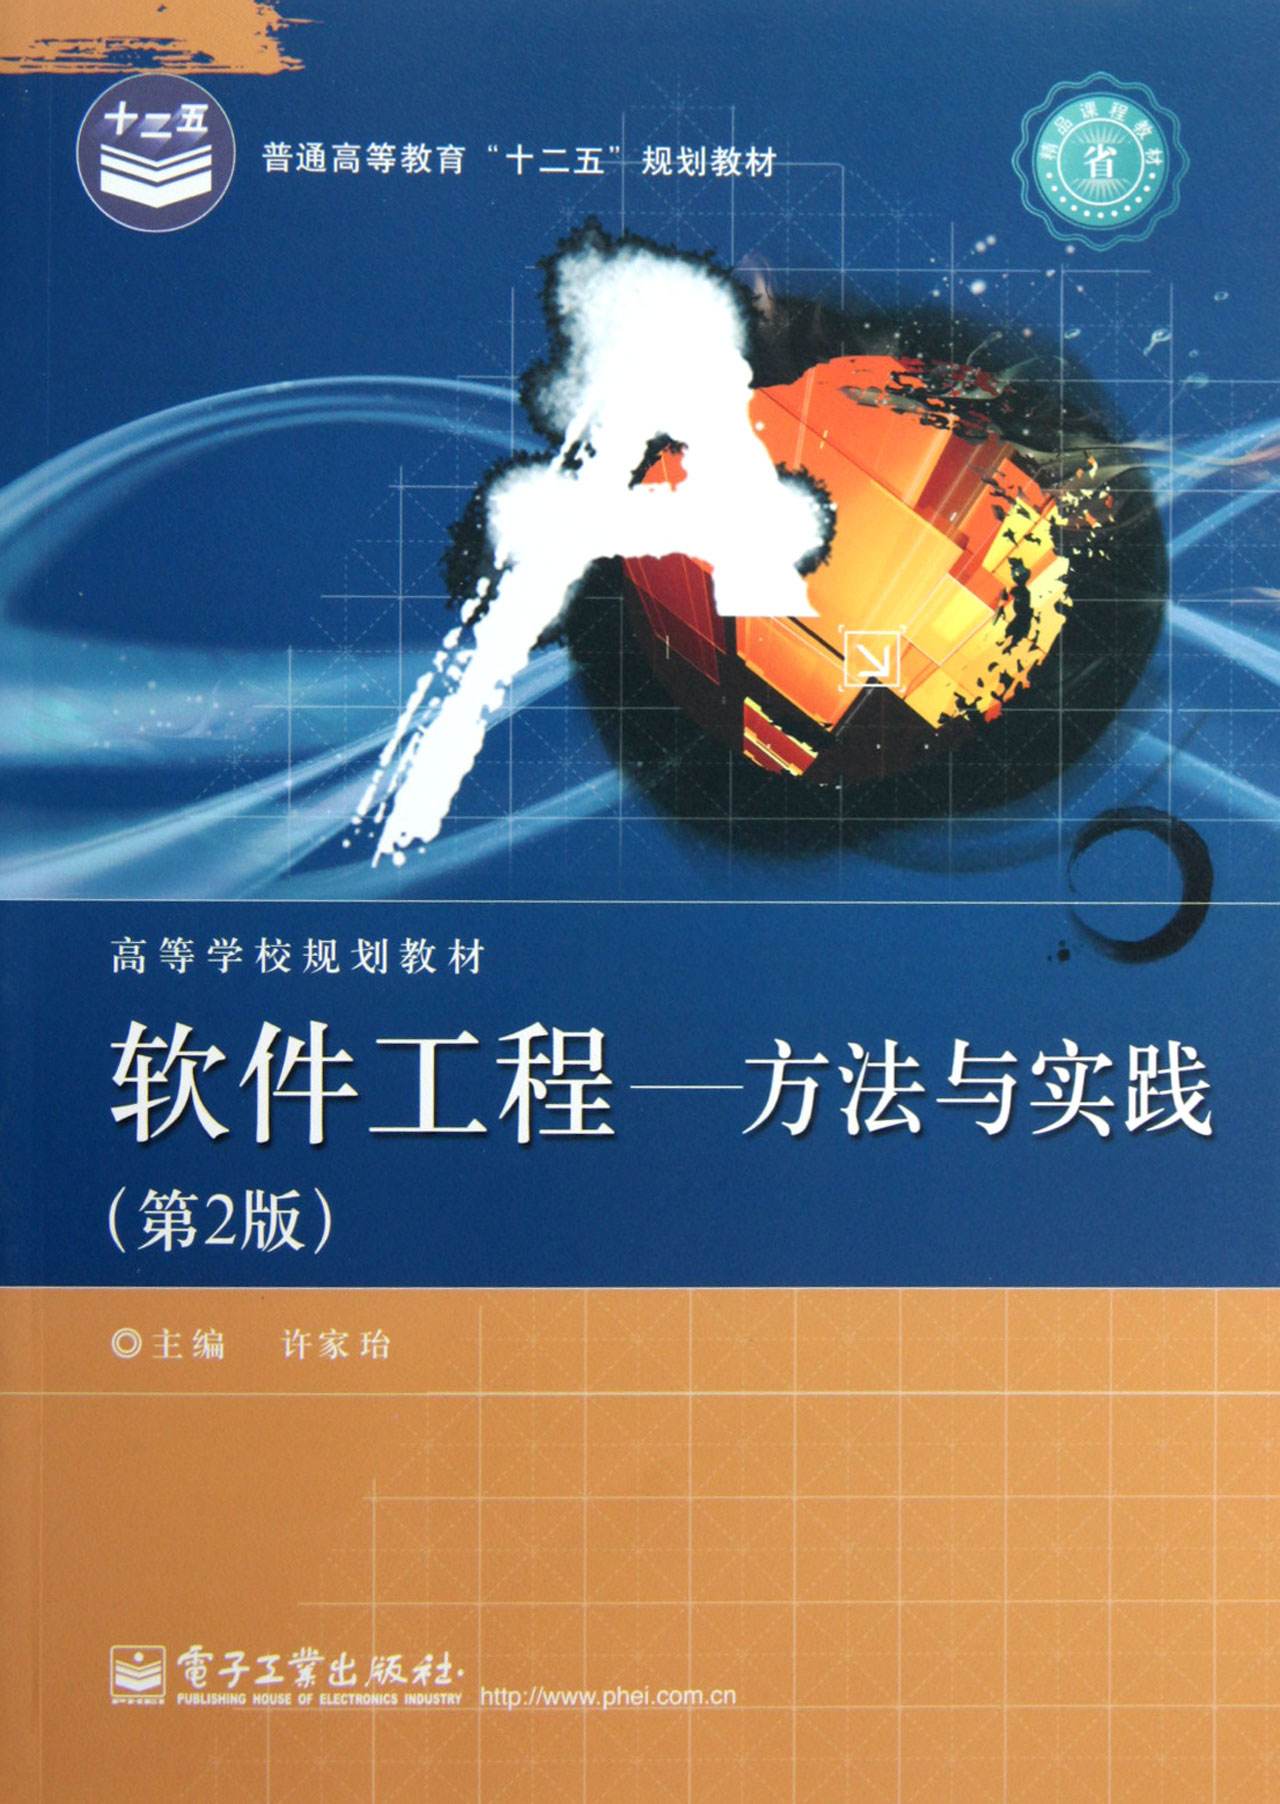 十二五
普通高等教育“十二五”规划教材
精品课程教材
省
高等学校规划教材
软件工程——方法与实践
（第2版）
◎主编 许家珆
電子工業出版社·
PUBLISHING HOUSE OF ELECTRONICS INDUSTRY
http://www.phei.com.cn